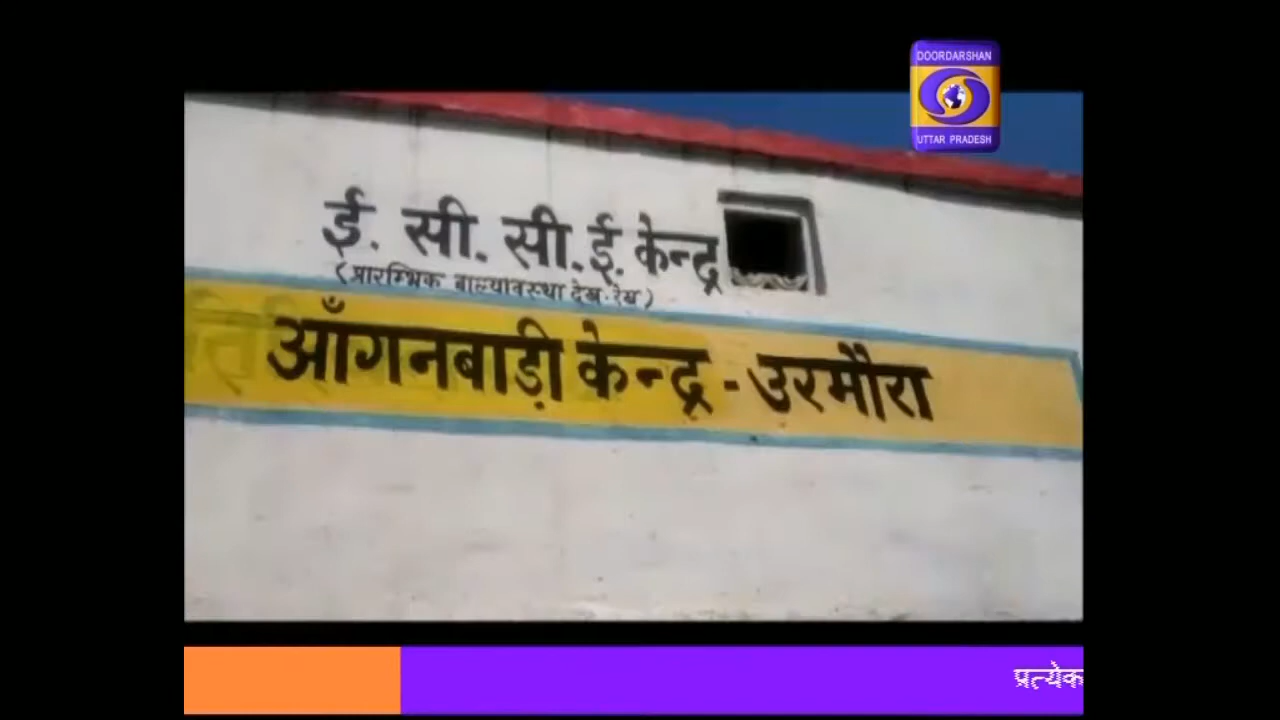 DOORDARSHAN
UTTAR PRADESH
ई. सी. सी.ई. केन्द्र
(प्रारम्भिक बाल्यावस्था देख-रेख)
आँगनबाड़ी केन्द्र - उरमौरा
प्रत्येक